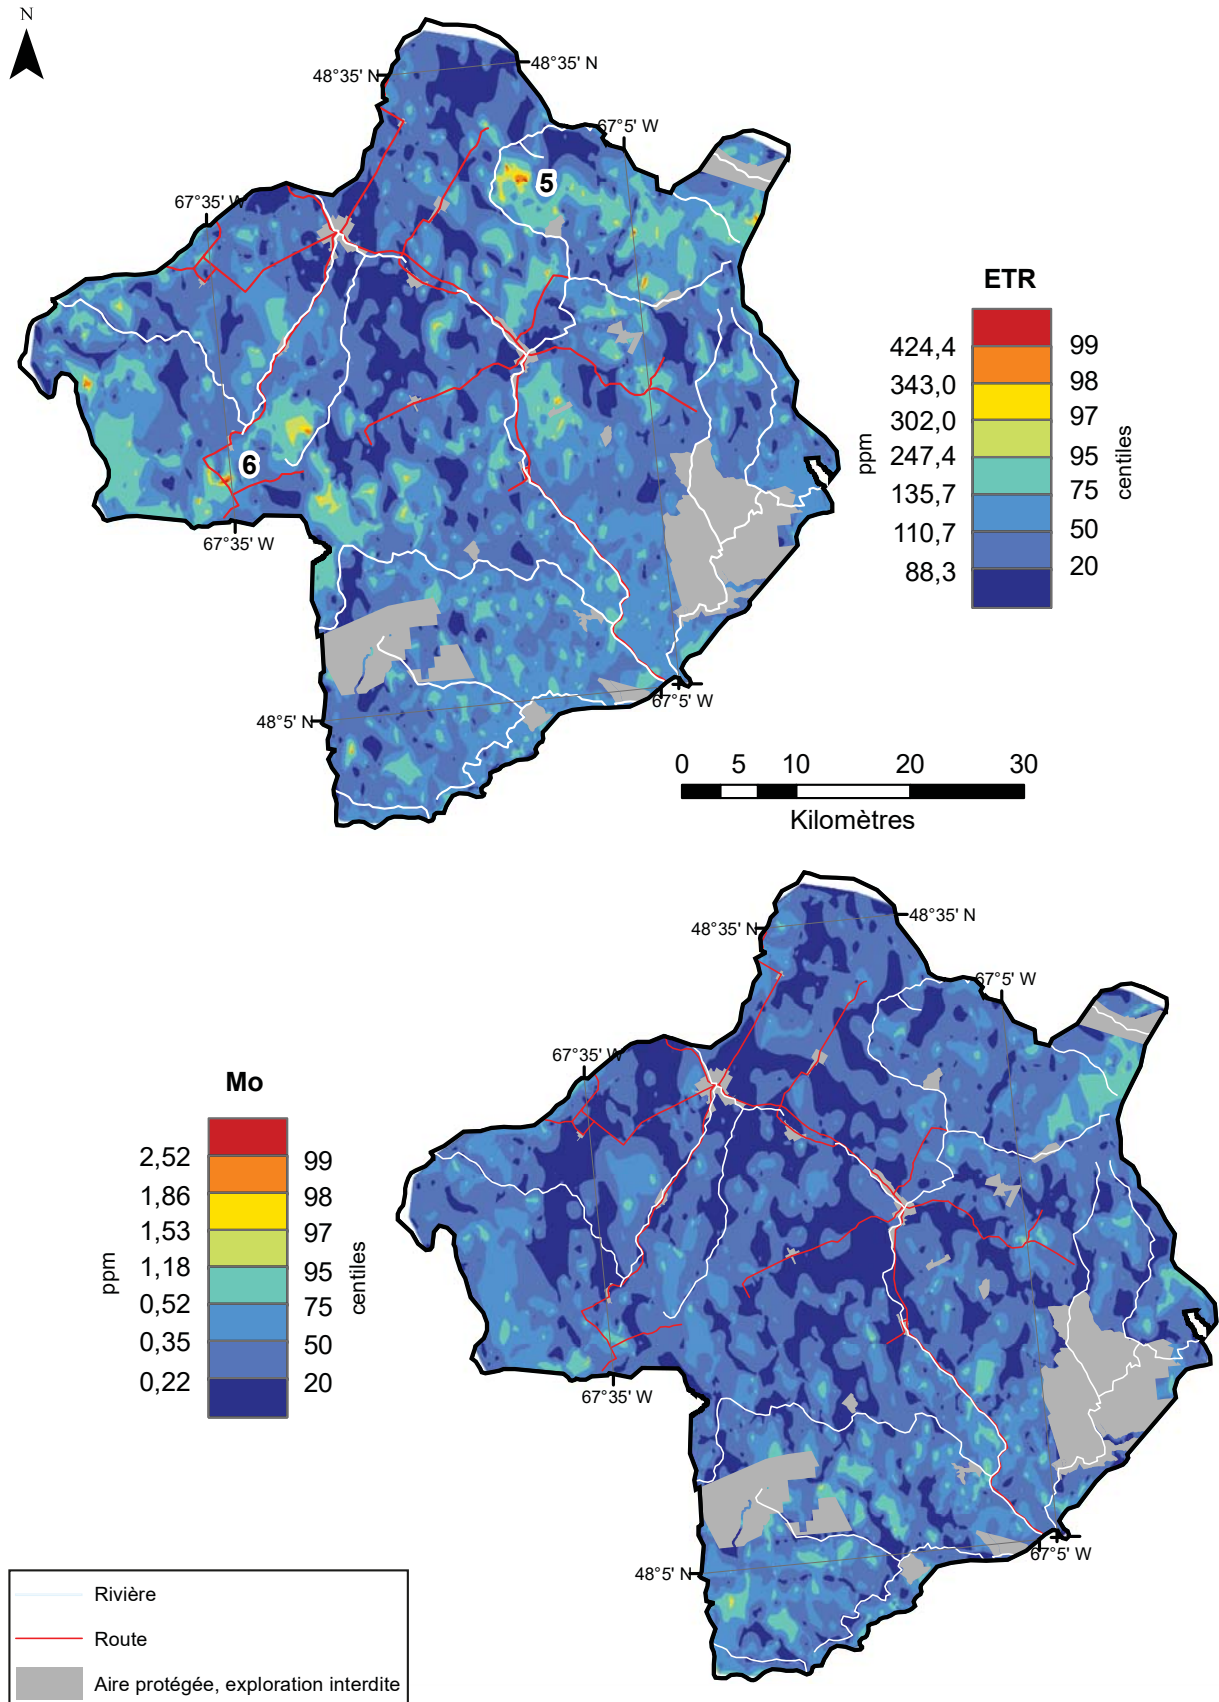 N
48°35' N
48°35' N
67°5' W
67°35' W
5
6
67°35' W
48°5' N
67°5' W
ETR
424,4
343,0
302,0
247,4
135,7
110,7
88,3
ppm
99
98
97
95
75
50
20
centiles
0 5 10 20 30
Kilomètres
48°35' N
48°35' N
67°5' W
67°35' W
67°35' W
48°5' N
67°5' W
Mo
2,52
1,86
1,53
1,18
0,52
0,35
0,22
ppm
99
98
97
95
75
50
20
centiles
Rivière
Route
Aire protégée, exploration interdite